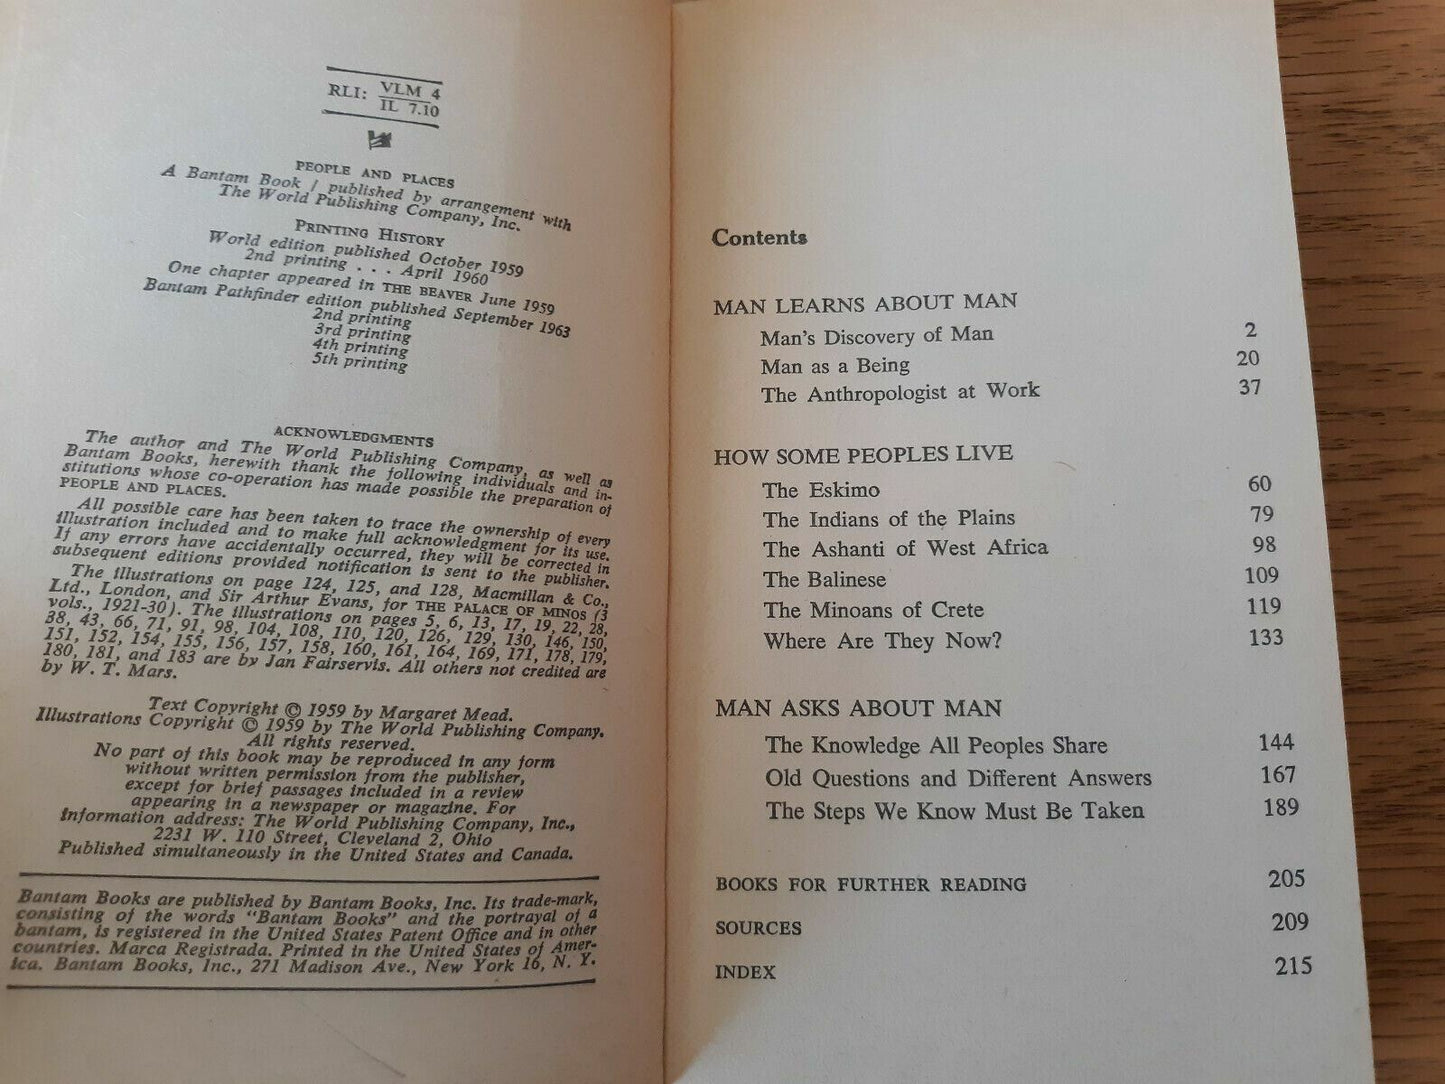 RLI: VLM 4
IL 7.10
PEOPLE AND PLACES
A Bantam Book / published by arrangement with
The World Publishing Company, Inc.
PRINTING HISTORY
World edition published October 1959
2nd printing . . . April 1960
One chapter appeared in THE BEAVER June 1959
Bantam Pathfinder edition published September 1963
2nd printing
3rd printing
4th printing
5th printing
ACKNOWLEDGMENTS
The author and The World Publishing Company, as well as
Bantam Books, herewith thank the following individuals and in-
stitutions whose co-operation has made possible the preparation of
PEOPLE AND PLACES.
All possible care has been taken to trace the ownership of every
illustration included and to make full acknowledgment for its use.
If any errors have accidentally occurred, they will be corrected in
subsequent editions provided notification is sent to the publisher.
The illustrations on page 124, 125, and 128, Macmillan & Co.,
Ltd., London, and Sir Arthur Evans, for THE PALACE OF MINOS (3
vols., 1921-30). The illustrations on pages 5, 6, 13, 17, 19, 22, 28,
38, 43, 66, 71, 91, 98, 104, 108, 110, 120, 126, 129, 130, 146, 150,
151, 152, 154, 155, 156, 157, 158, 160, 161, 164, 169, 171, 178, 179,
180, 181, and 183 are by Jan Fairservis. All others not credited are
by W. T. Mars.
Text Copyright © 1959 by Margaret Mead.
Illustrations Copyright © 1959 by The World Publishing Company.
All rights reserved.
No part of this book may be reproduced in any form
without written permission from the publisher,
except for brief passages included in a review
appearing in a newspaper or magazine. For
information address: The World Publishing Company, Inc.,
2231 W. 110 Street, Cleveland 2, Ohio
Published simultaneously in the United States and Canada.
Bantam Books are published by Bantam Books, Inc. Its trade-mark,
consisting of the words "Bantam Books" and the portrayal of a
bantam, is registered in the United States Patent Office and in other
countries. Marca Registrada. Printed in the United States of Amer-
ica. Bantam Books, Inc., 271 Madison Ave., New York 16, N. Y.
Contents
MAN LEARNS ABOUT MAN
Man's Discovery of Man 2
Man as a Being 20
The Anthropologist at Work 37
HOW SOME PEOPLES LIVE
The Eskimo 60
The Indians of the Plains 79
The Ashanti of West Africa 98
The Balinese 109
The Minoans of Crete 119
Where Are They Now? 133
MAN ASKS ABOUT MAN
The Knowledge All Peoples Share 144
Old Questions and Different Answers 167
The Steps We Know Must Be Taken 189
BOOKS FOR FURTHER READING 205
SOURCES 209
INDEX 215